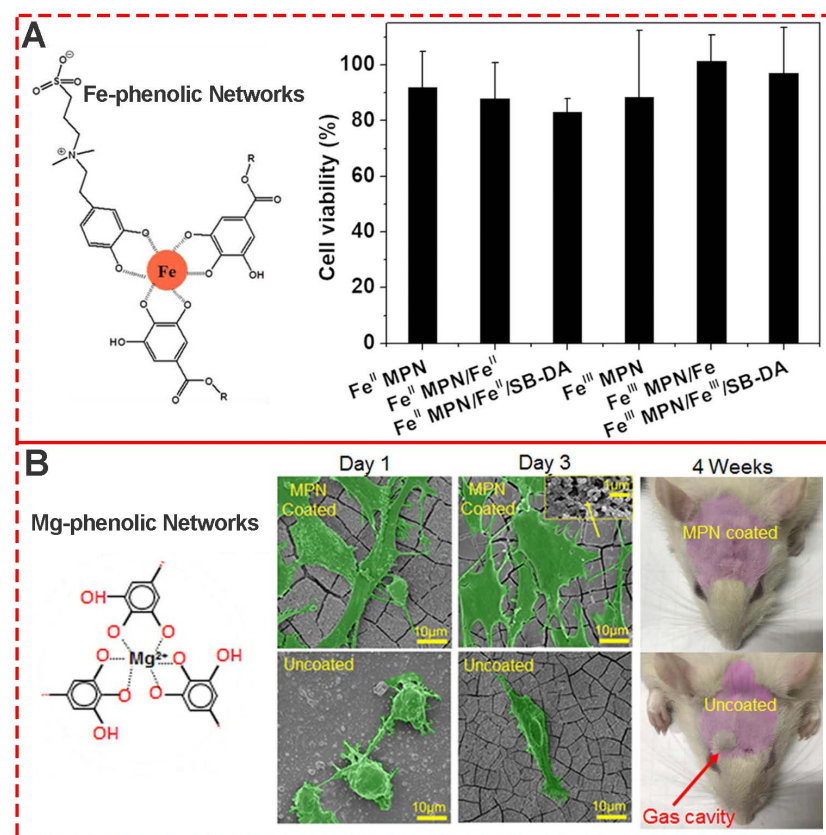 A
Fe-phenolic Networks
O
⊖
O
S
O
⊕
N
R
O
O
O
O
O
O
OH
Fe
O
O
HO
O
O
R
Cell viability (%)
100
80
60
40
20
0
Fe^II MPN
Fe^II MPN/Fe^II
Fe^II MPN/Fe^II/SB-DA
Fe^III MPN
Fe^III MPN/Fe
Fe^III MPN/Fe^III/SB-DA
B
Mg-phenolic Networks
OH
O
O
O
Mg²⁺
O
OH
O
O
OH
Day 1
Day 3
4 Weeks
MPN
Coated
10μm
MPN
Coated
1μm
10μm
MPN coated
Uncoated
10μm
Uncoated
10μm
Uncoated
Gas cavity